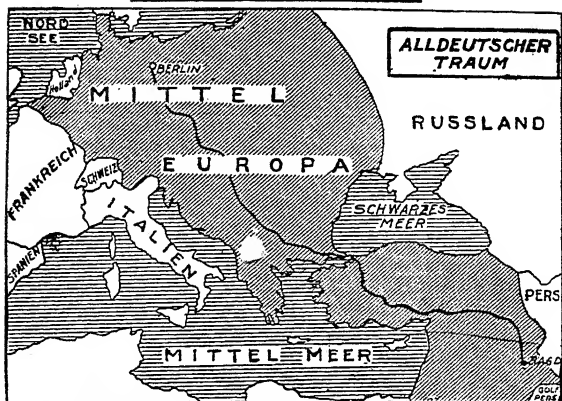 NORD
SEE
ALLDEUTSCHER
TRAUM
Holland
BERLIN
MITTEL
RUSSLAND
EUROPA
FRANKREICH
SCHWEIZ
ITALIEN
SCHWARZES
MEER
SPANIEN
PERS
MITTEL MEER
BAGD
GOLF
PERS